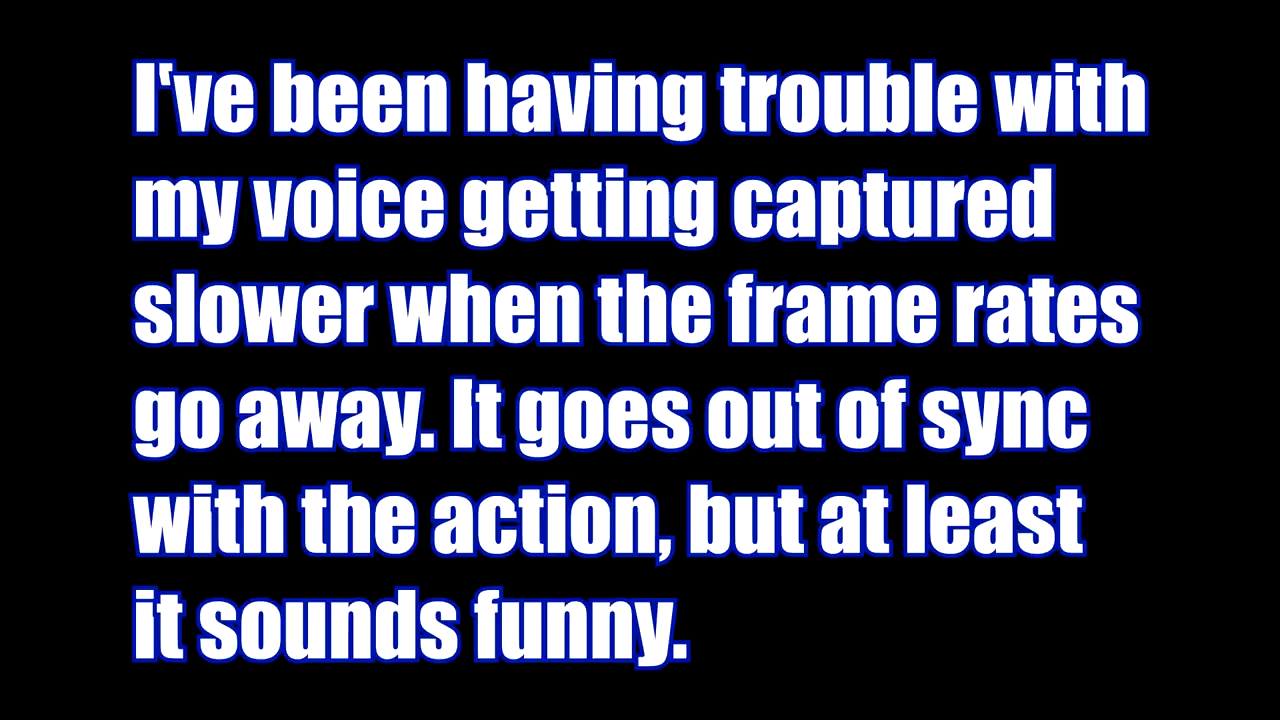 I've been having trouble with
my voice getting captured
slower when the frame rates
go away. It goes out of sync
with the action, but at least
it sounds funny.